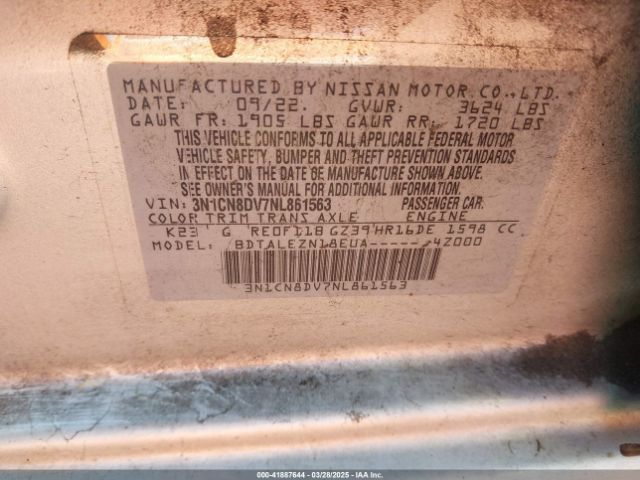 MANUFACTURED BY NISSAN MOTOR CO., LTD.
DATE: 09/22. GVWR: 3624 LBS
GAWR FR: 1905 LBS GAWR RR: 1720 LBS
THIS VEHICLE CONFORMS TO ALL APPLICABLE FEDERAL MOTOR
VEHICLE SAFETY, BUMPER AND THEFT PREVENTION STANDARDS
IN EFFECT ON THE DATE OF MANUFACTURE SHOWN ABOVE.
SEE OWNER'S MANUAL FOR ADDITIONAL INFORMATION.
VIN: 3N1CN8DV7NL861563 PASSENGER CAR.
COLOR TRIM TRANS AXLE ENGINE
K23 G RE0F11B GZ39 HR16DE 1598 CC
MODEL: BDTALEZN18EUA-----/4Z000
3N1CN8DV7NL861563
000-41887644 | 03/28/2025 | IAAI.COM